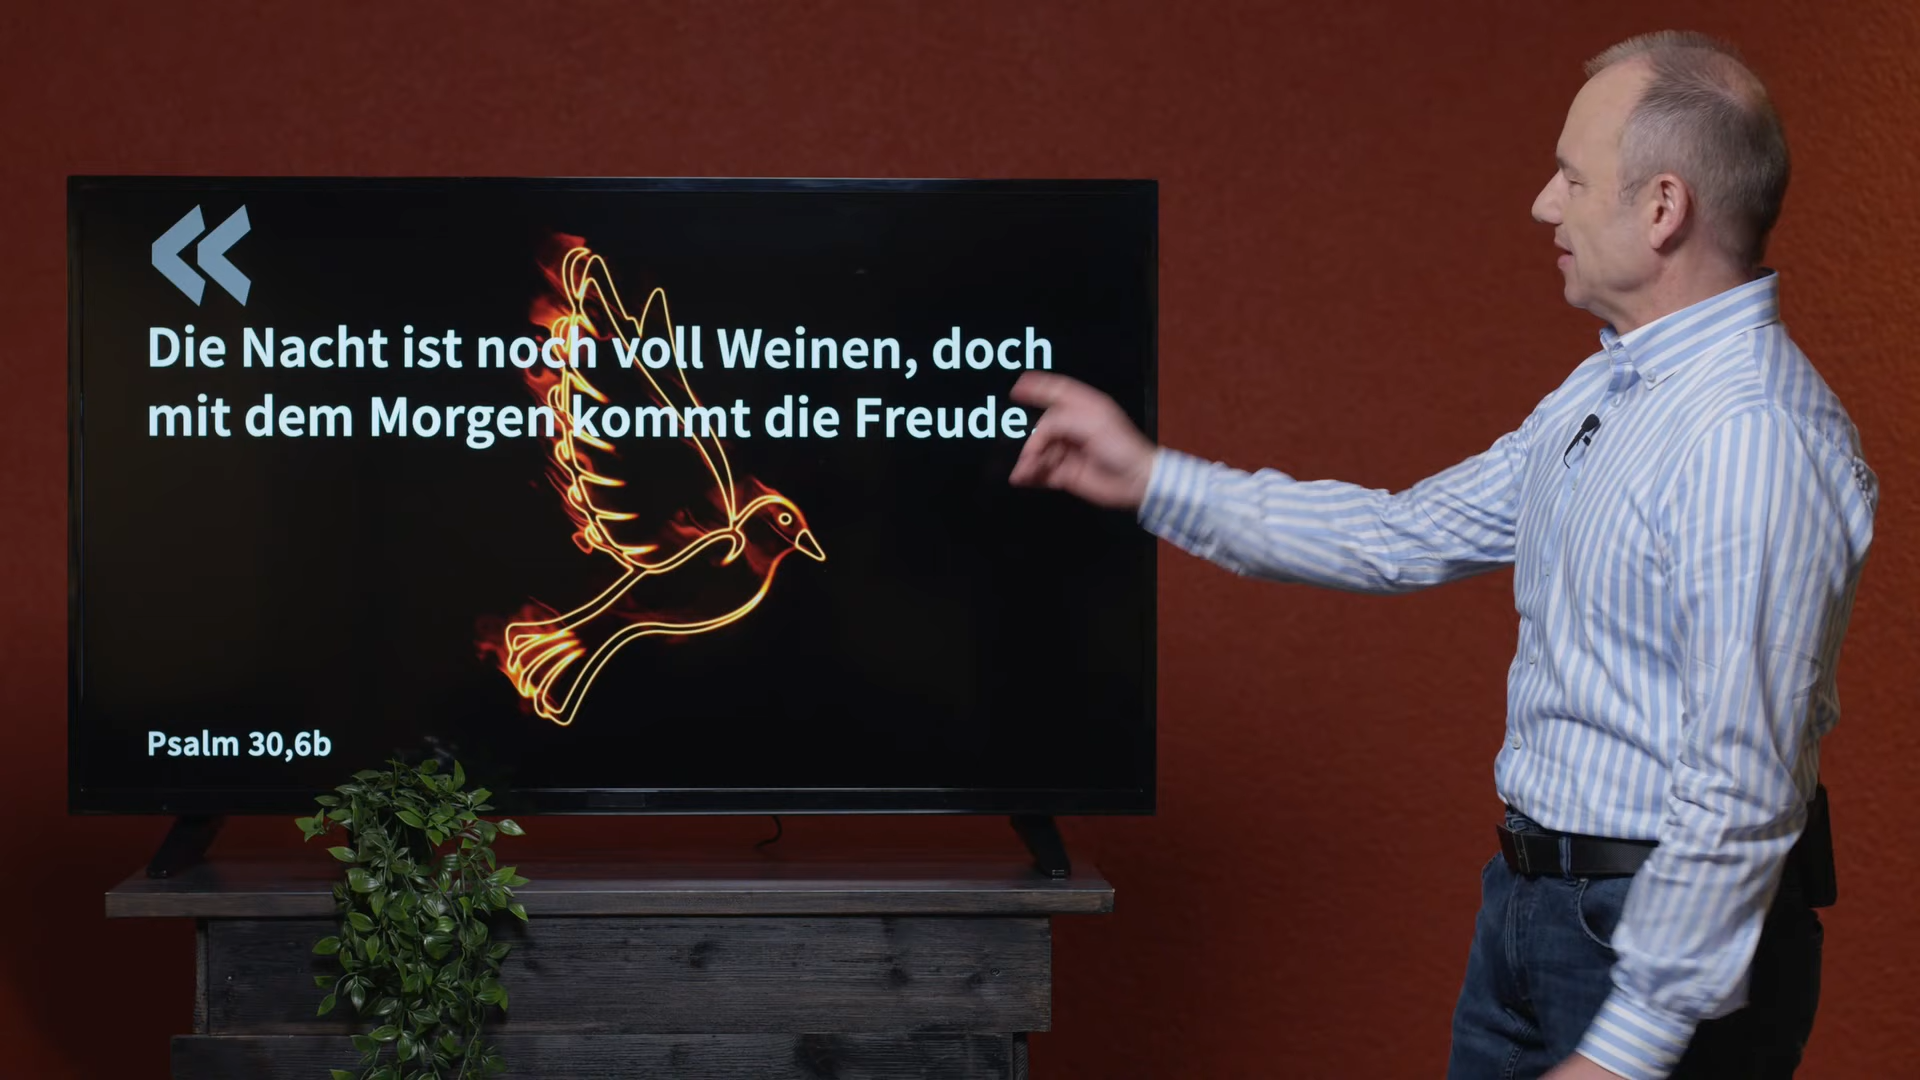 Die Nacht ist noch voll Weinen, doch
mit dem Morgen kommt die Freude.
Psalm 30,6b